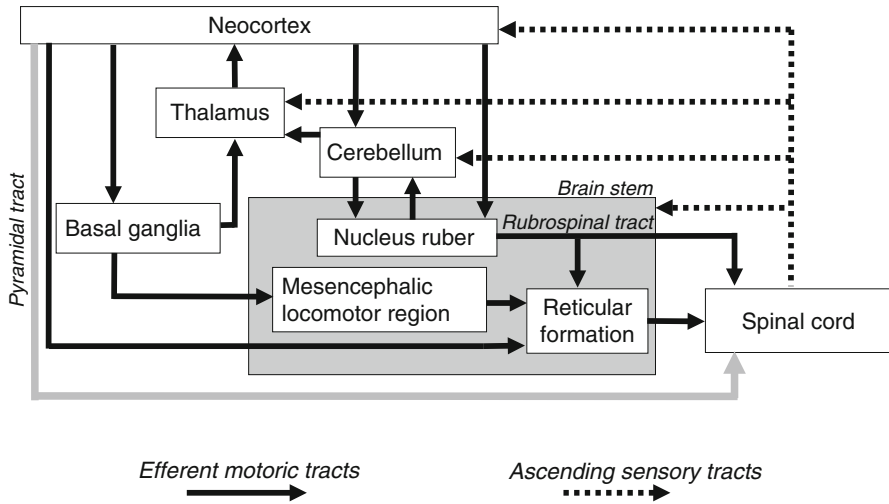 Neocortex
Thalamus
Cerebellum
Pyramidal tract
Brain stem
Basal ganglia
Nucleus ruber
Rubrospinal tract
Mesencephalic
locomotor region
Reticular
formation
Spinal cord
Efferent motoric tracts
Ascending sensory tracts